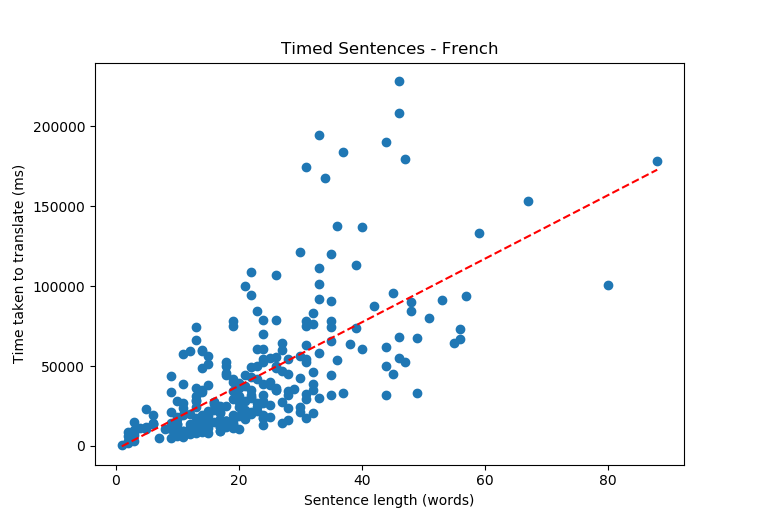 Timed Sentences - French
Time taken to translate (ms)
200000
150000
100000
50000
0
0 20 40 60 80
Sentence length (words)